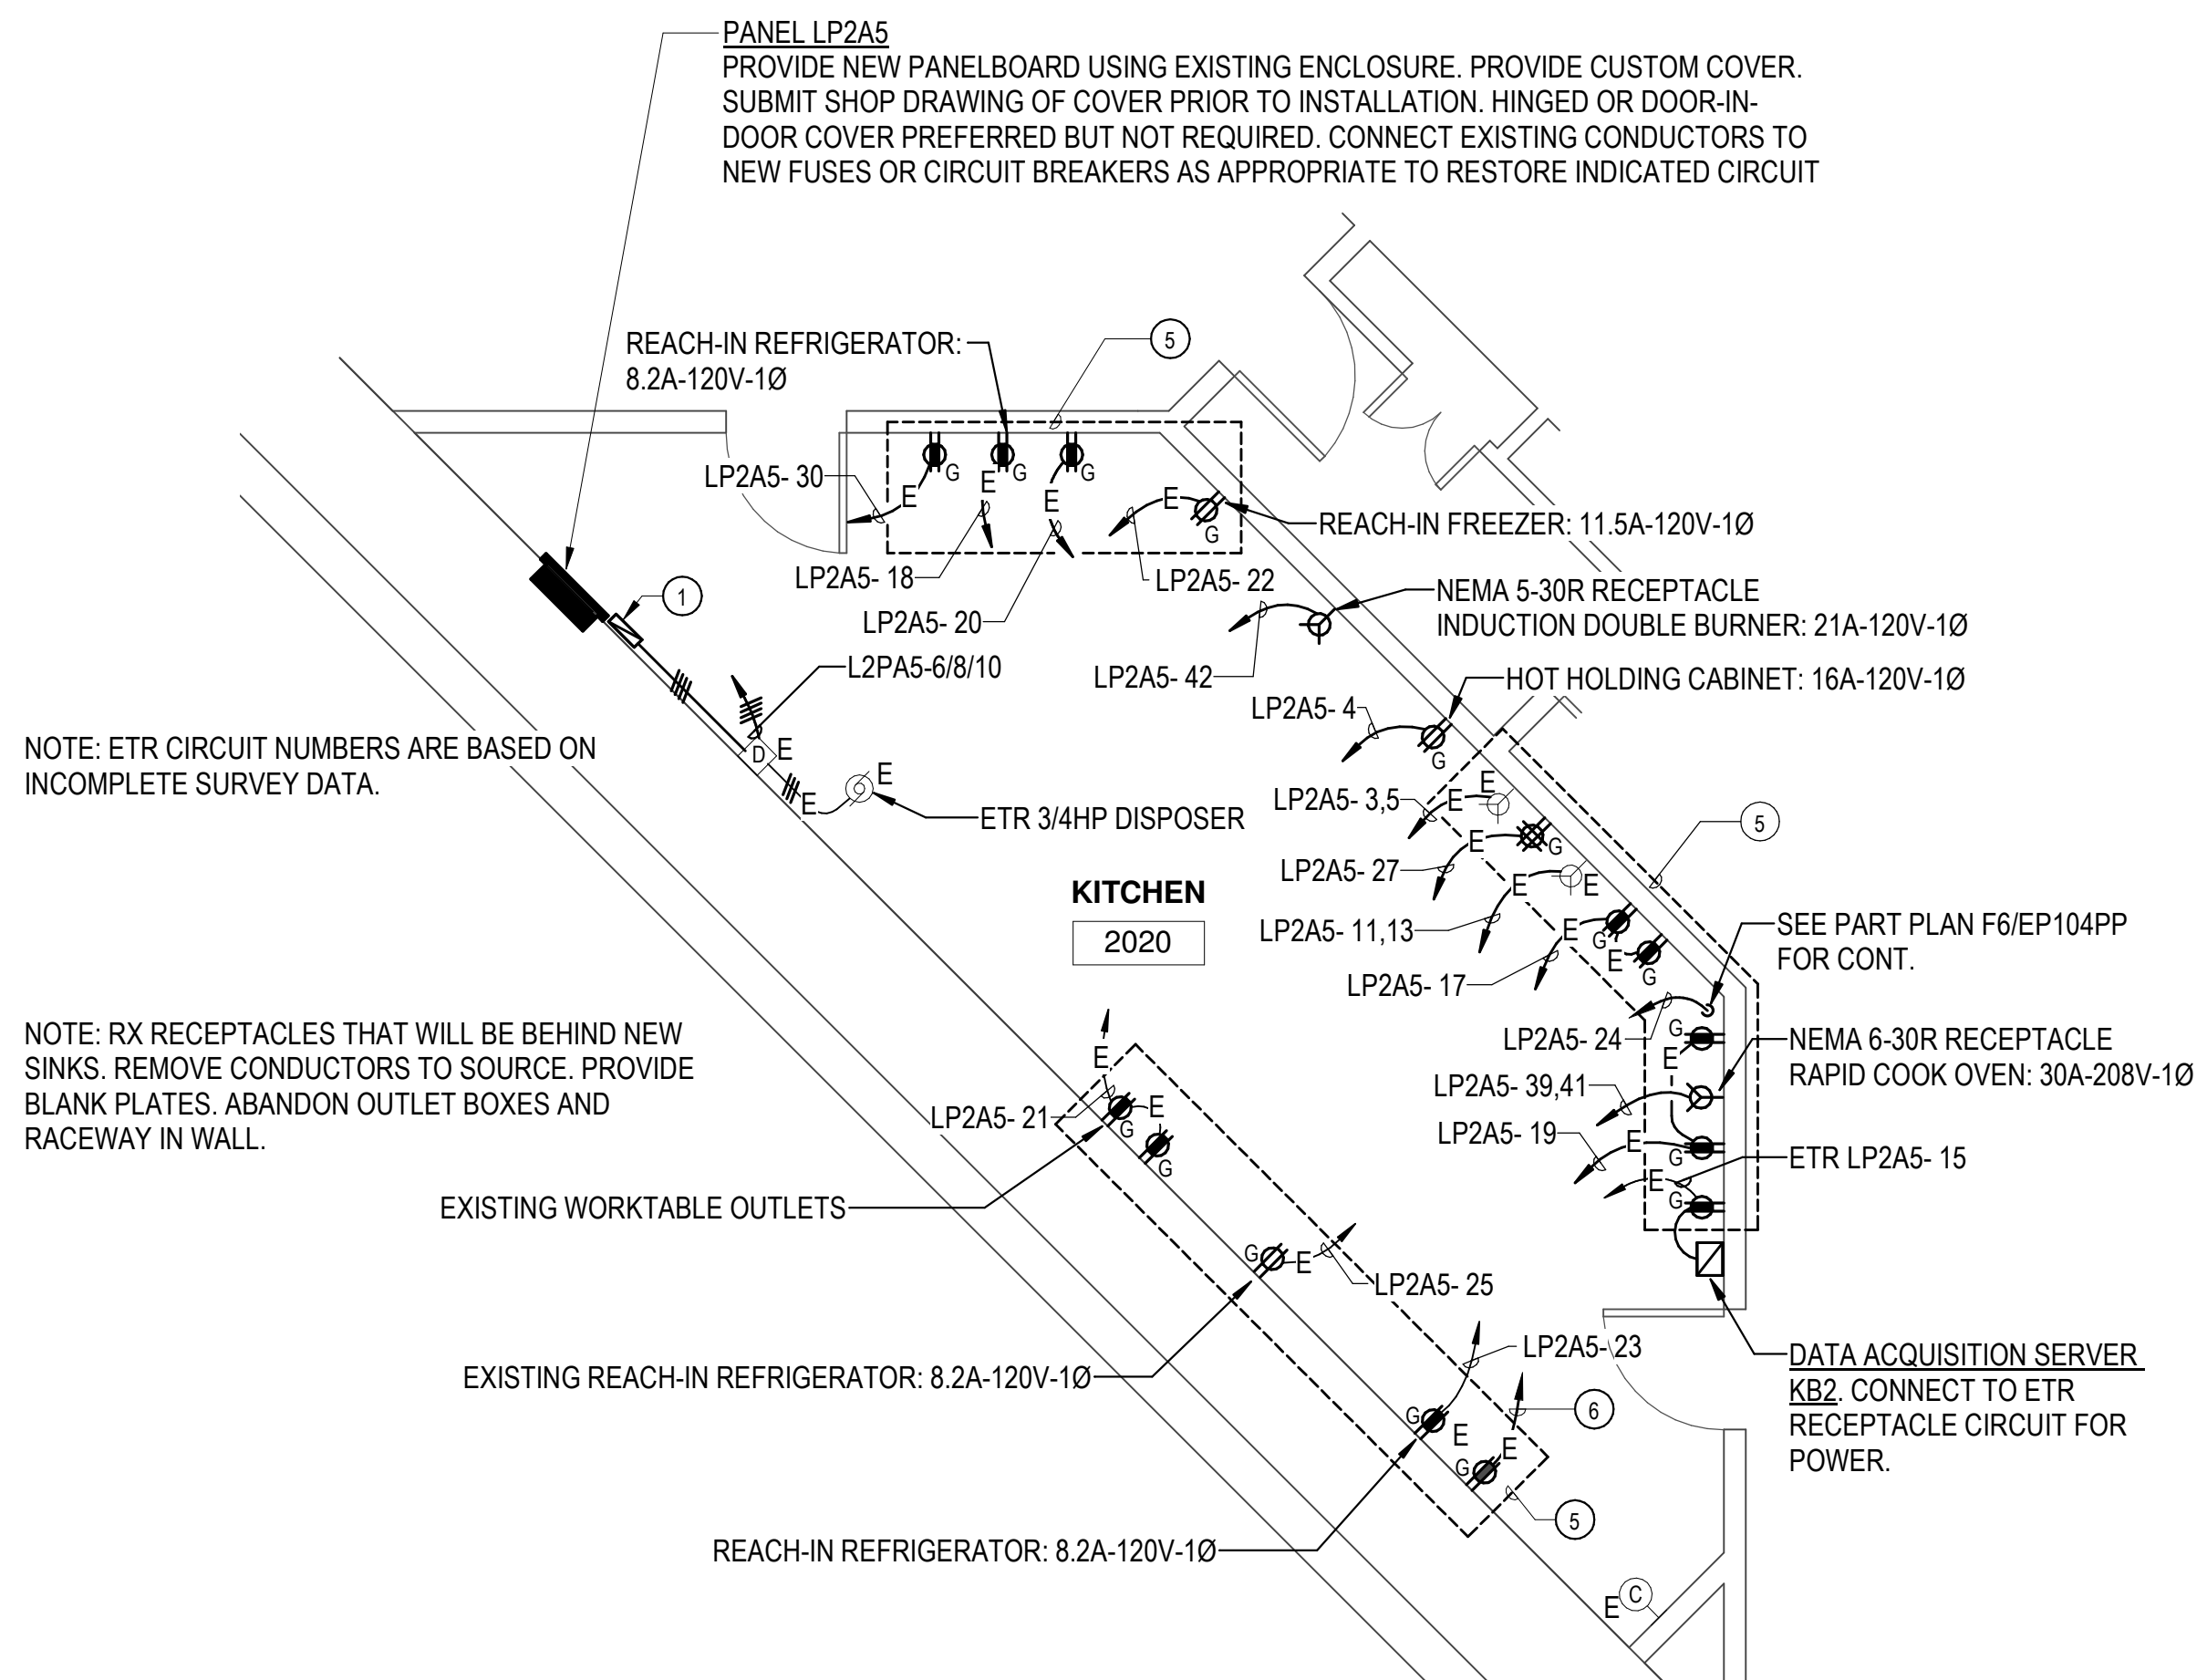 PANEL LP2A5
PROVIDE NEW PANELBOARD USING EXISTING ENCLOSURE. PROVIDE CUSTOM COVER.
SUBMIT SHOP DRAWING OF COVER PRIOR TO INSTALLATION. HINGED OR DOOR-IN-
DOOR COVER PREFERRED BUT NOT REQUIRED. CONNECT EXISTING CONDUCTORS TO
NEW FUSES OR CIRCUIT BREAKERS AS APPROPRIATE TO RESTORE INDICATED CIRCUIT
REACH-IN REFRIGERATOR:
8.2A-120V-1Ø
5
LP2A5- 30
E
G
E
G
E
G
E
G
REACH-IN FREEZER: 11.5A-120V-1Ø
LP2A5- 18
LP2A5- 22
LP2A5- 20
1
NEMA 5-30R RECEPTACLE
INDUCTION DOUBLE BURNER: 21A-120V-1Ø
L2PA5-6/8/10
LP2A5- 42
HOT HOLDING CABINET: 16A-120V-1Ø
LP2A5- 4
G
NOTE: ETR CIRCUIT NUMBERS ARE BASED ON
INCOMPLETE SURVEY DATA.
D
E
E
E
ETR 3/4HP DISPOSER
LP2A5- 3,5
E
E
E
G
5
LP2A5- 27
E
E
KITCHEN
2020
LP2A5- 11,13
E
G
E
G
LP2A5- 17
SEE PART PLAN F6/EP104PP
FOR CONT.
NOTE: RX RECEPTACLES THAT WILL BE BEHIND NEW
SINKS. REMOVE CONDUCTORS TO SOURCE. PROVIDE
BLANK PLATES. ABANDON OUTLET BOXES AND
RACEWAY IN WALL.
LP2A5- 24
G
E
NEMA 6-30R RECEPTACLE
RAPID COOK OVEN: 30A-208V-1Ø
LP2A5- 39,41
LP2A5- 19
E
G
E
G
ETR LP2A5- 15
E
LP2A5- 21
E
G
G
EXISTING WORKTABLE OUTLETS
G
E
LP2A5- 25
EXISTING REACH-IN REFRIGERATOR: 8.2A-120V-1Ø
LP2A5- 23
DATA ACQUISITION SERVER
KB2. CONNECT TO ETR
RECEPTACLE CIRCUIT FOR
POWER.
6
G
E
E
G
5
REACH-IN REFRIGERATOR: 8.2A-120V-1Ø
E
C